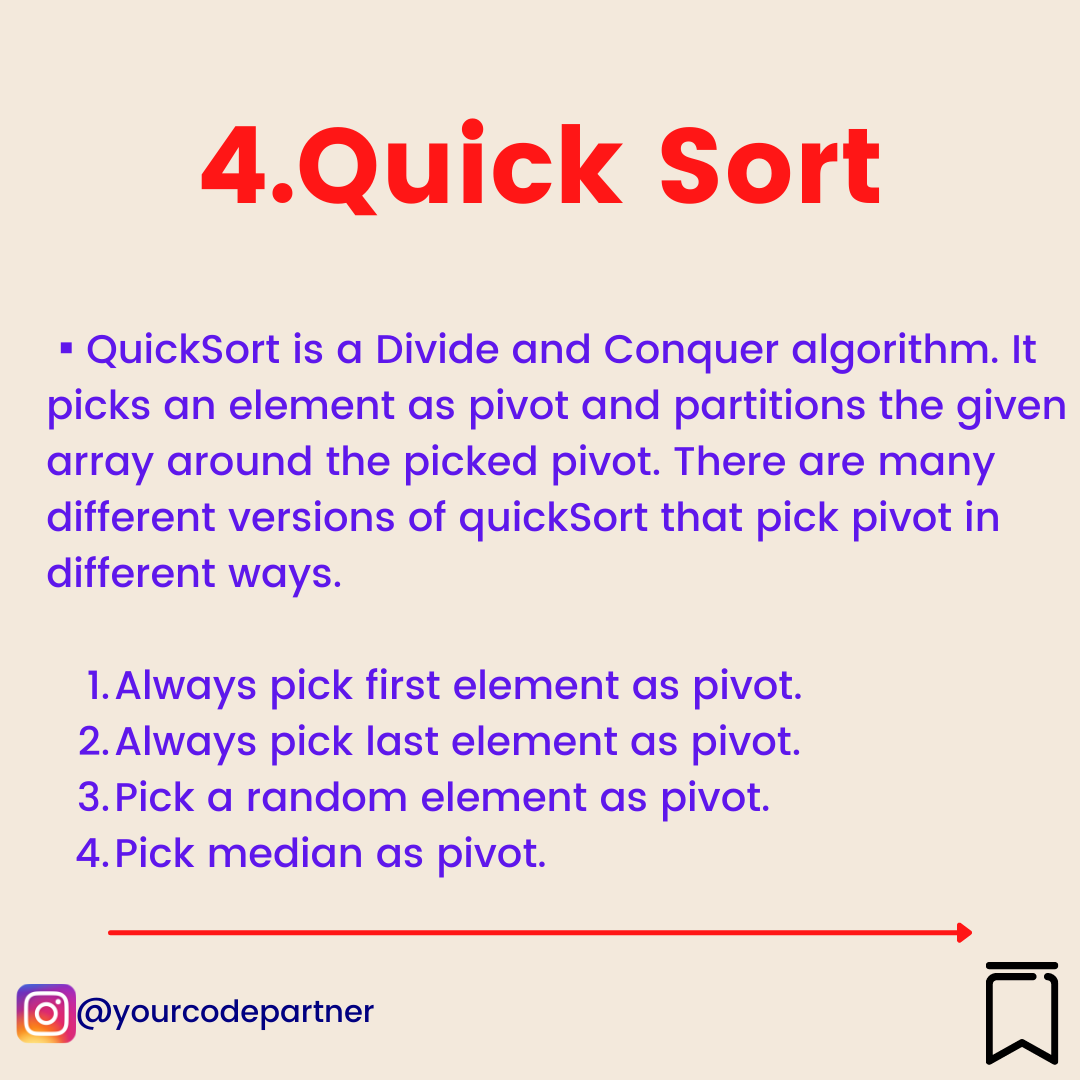 4.Quick Sort
▪ QuickSort is a Divide and Conquer algorithm. It
picks an element as pivot and partitions the given
array around the picked pivot. There are many
different versions of quickSort that pick pivot in
different ways.
1. Always pick first element as pivot.
2. Always pick last element as pivot.
3. Pick a random element as pivot.
4. Pick median as pivot.
@yourcodepartner